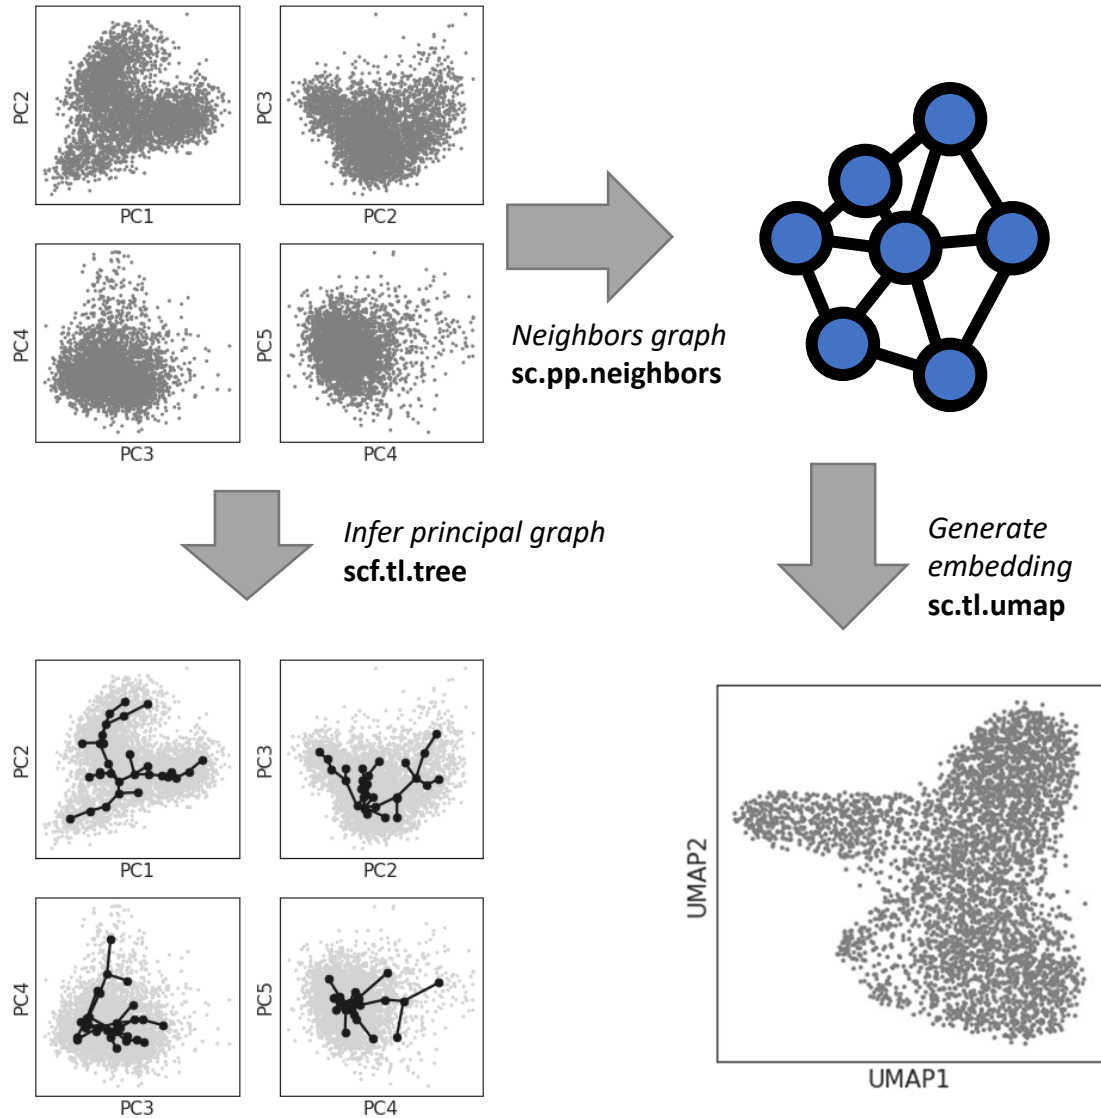 PC2
PC1
PC3
PC2
PC4
PC3
PC5
PC4
Neighbors graph
sc.pp.neighbors
Infer principal graph
scf.tl.tree
Generate
embedding
sc.tl.umap
PC2
PC1
PC3
PC2
PC4
PC3
PC5
PC4
UMAP2
UMAP1